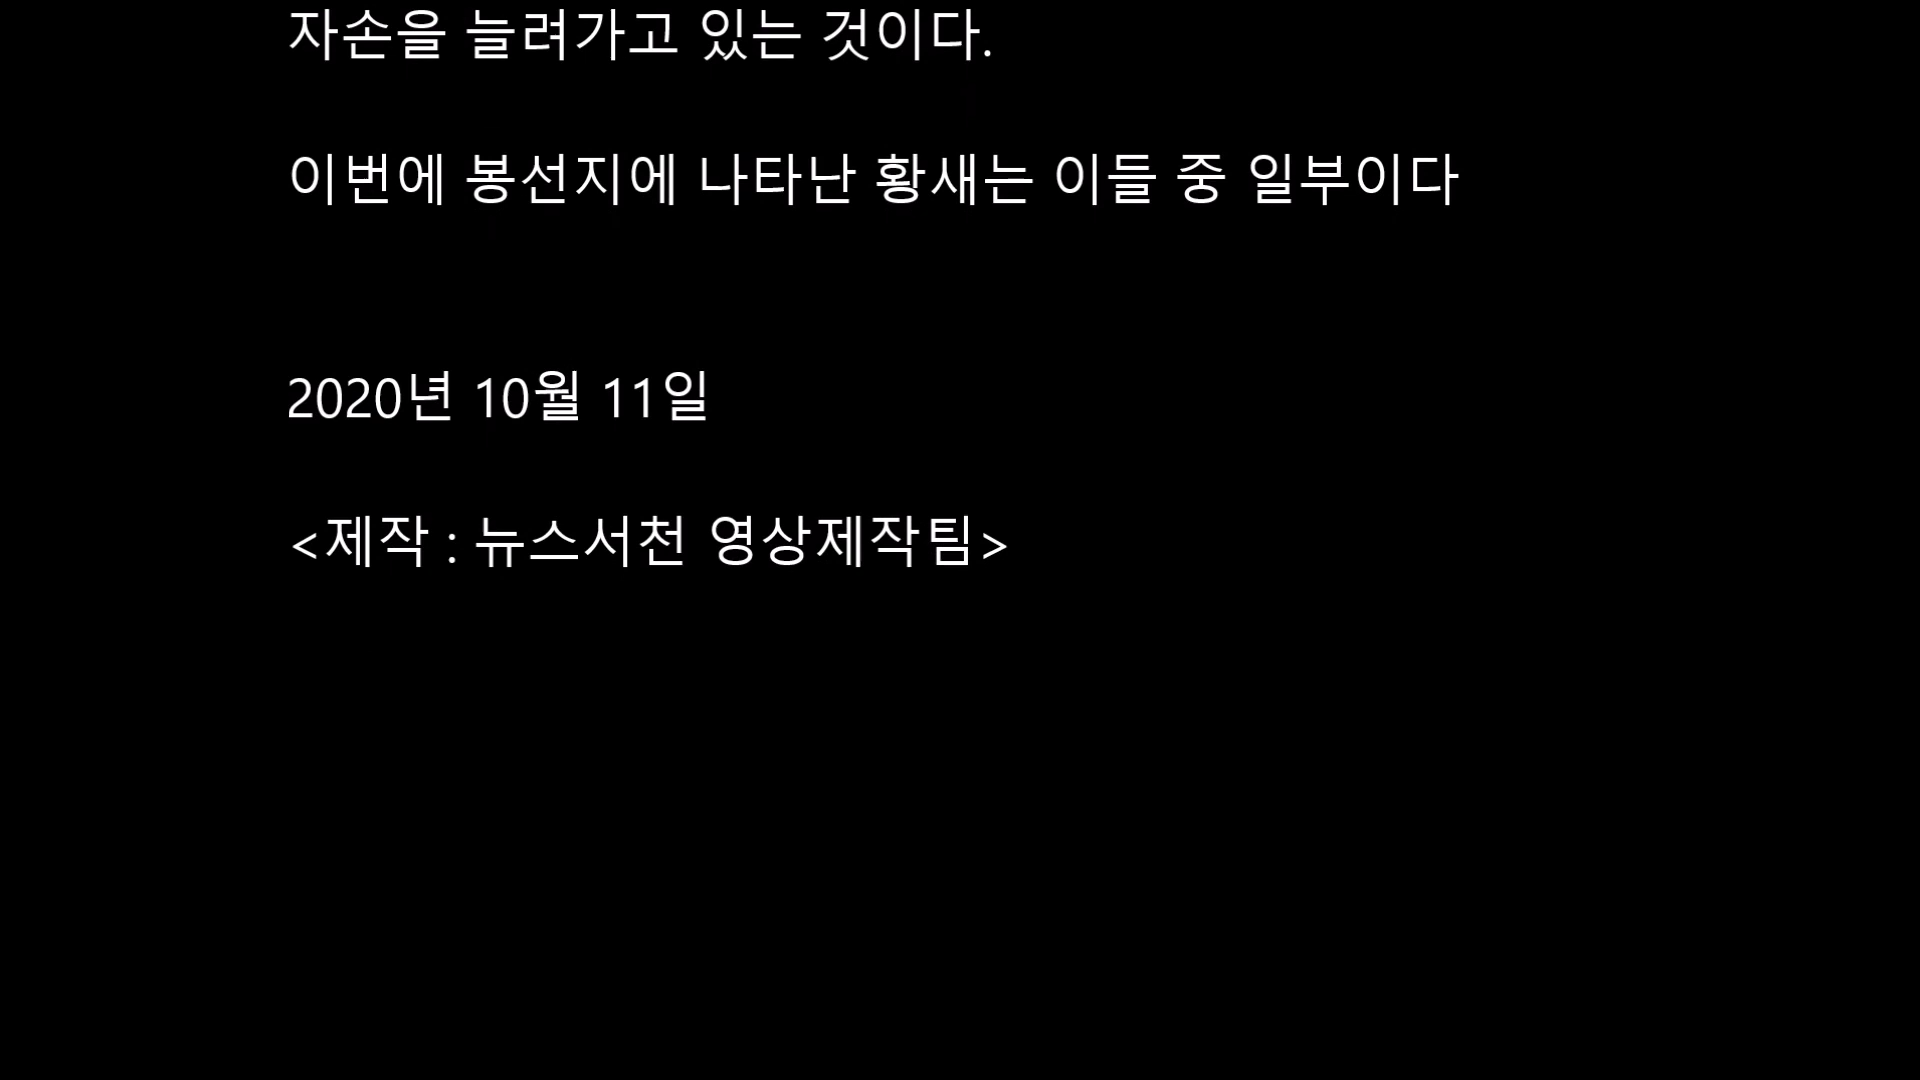 자손을 늘려가고 있는 것이다.
이번에 봉선지에 나타난 황새는 이들 중 일부이다
2020년 10월 11일
<제작 : 뉴스서천 영상제작팀>